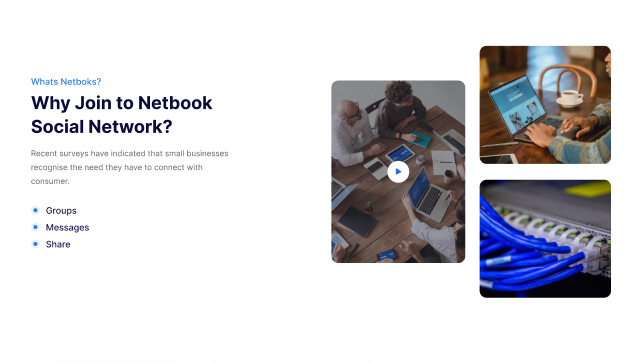 Whats Netboks?
Why Join to Netbook
Social Network?
Recent surveys have indicated that small businesses
recognise the need they have to connect with
consumer.
Groups
Messages
Share